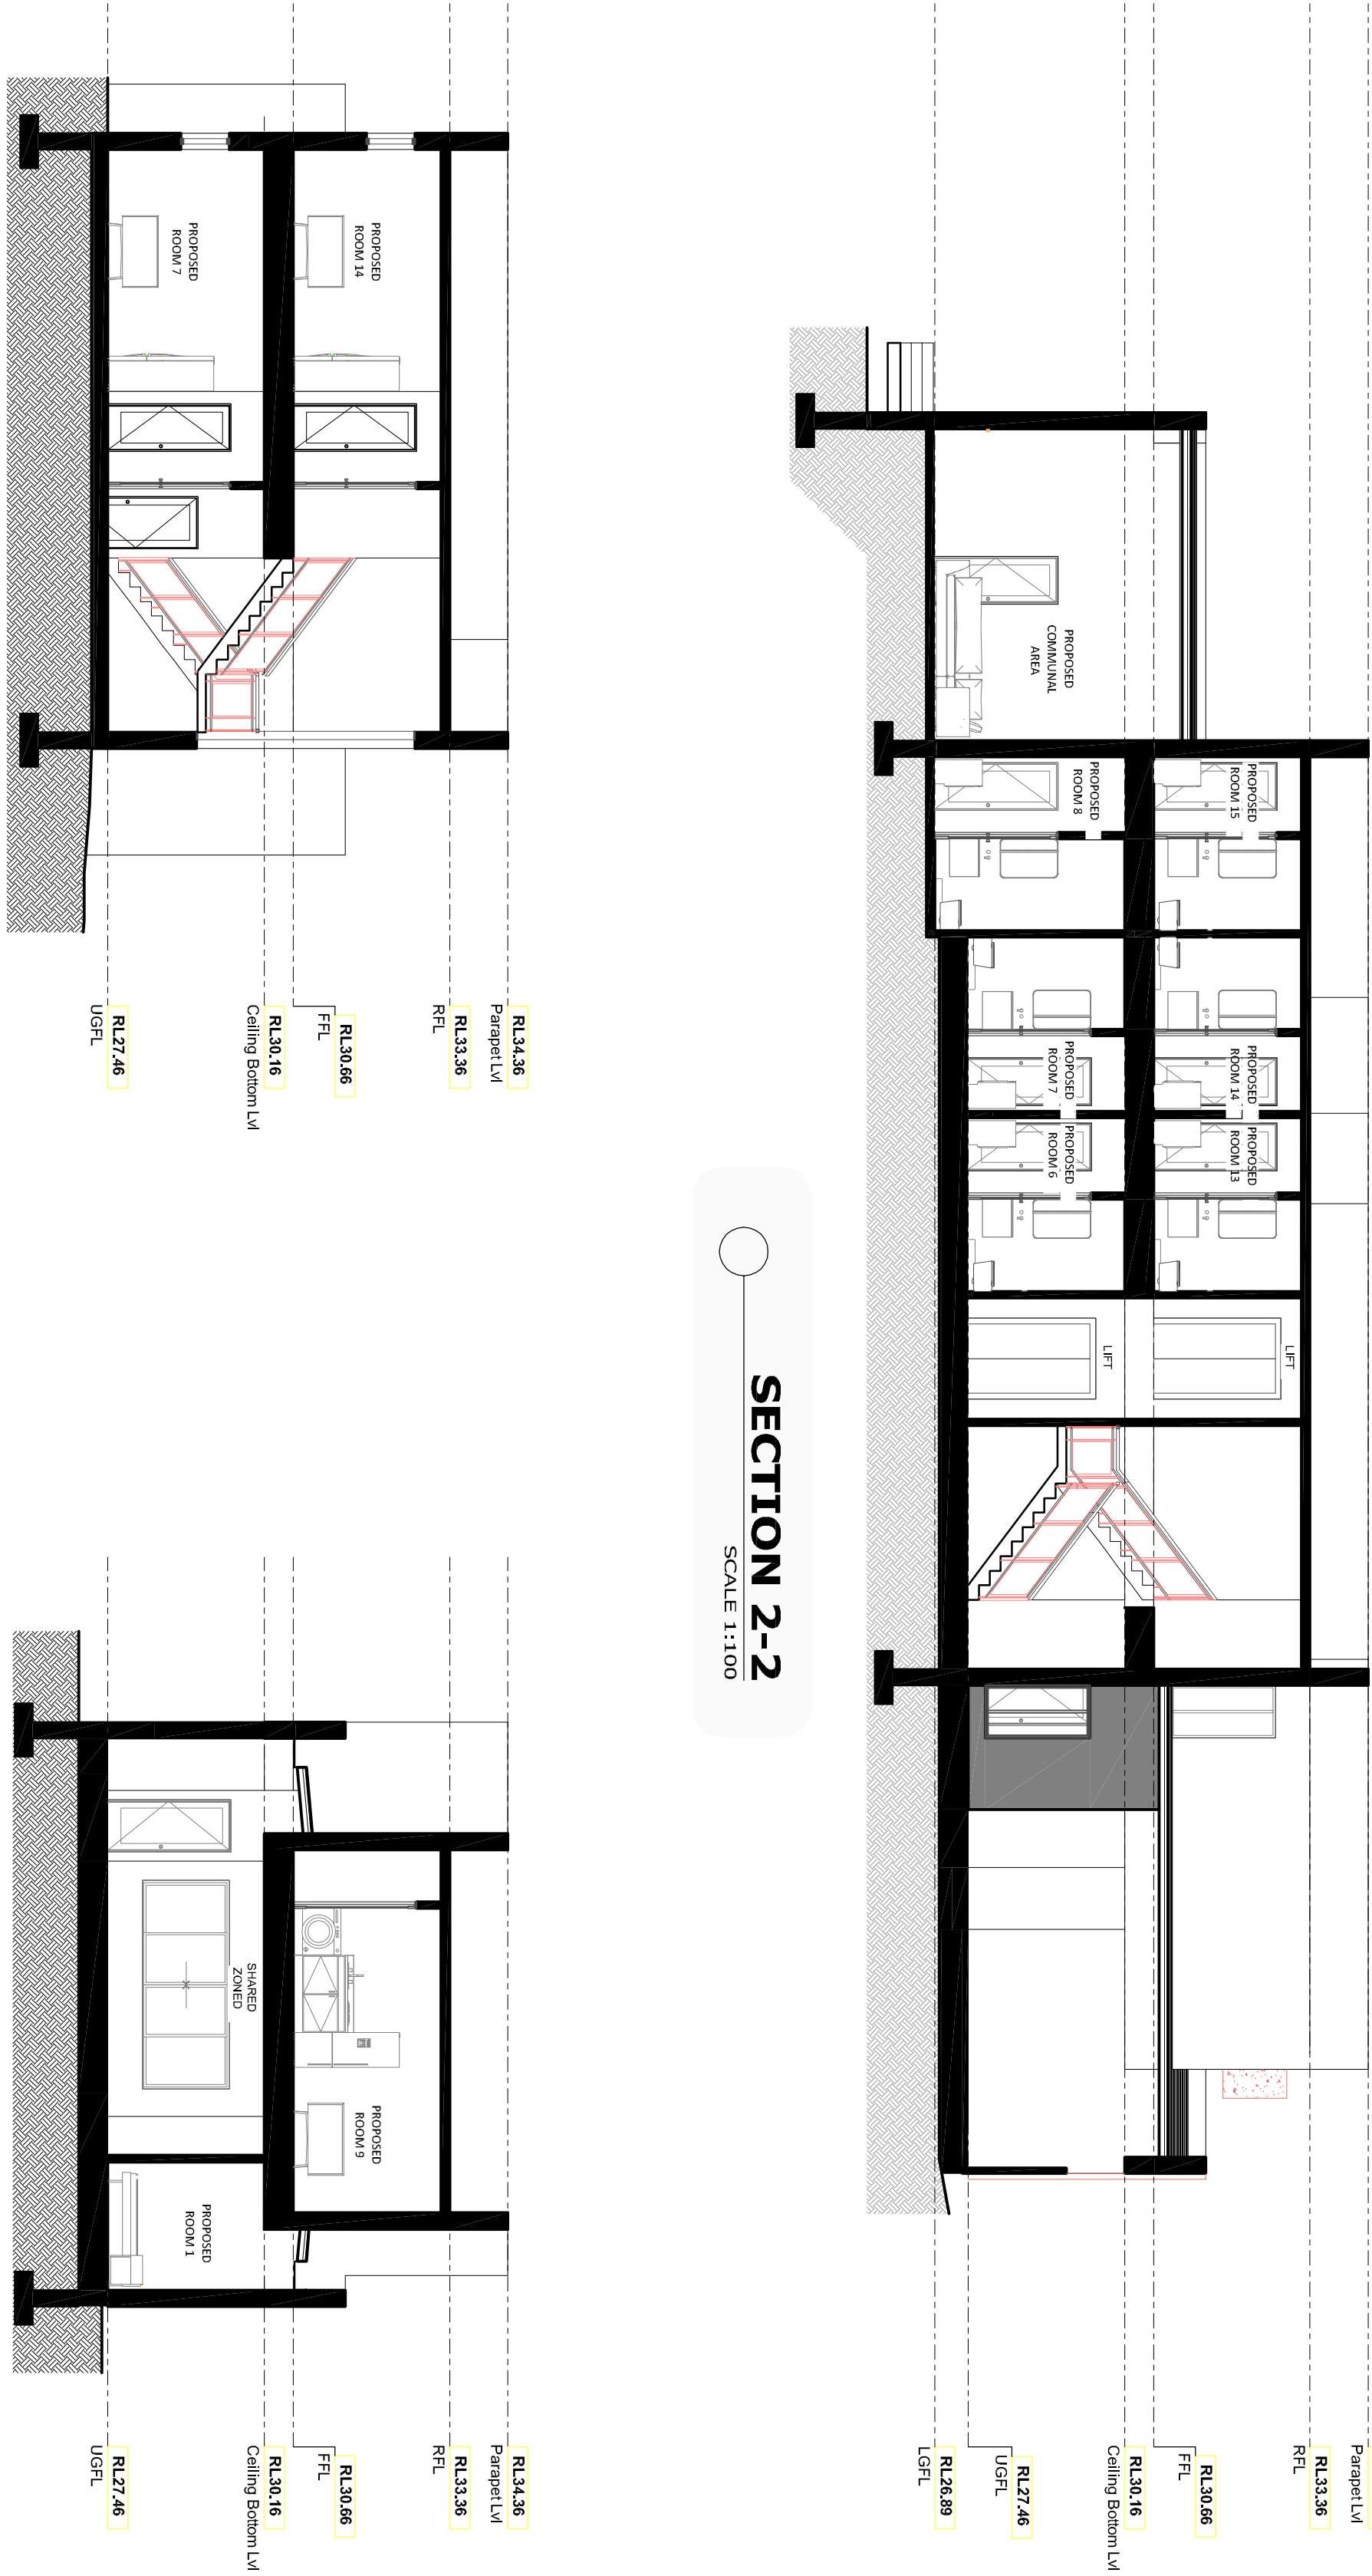 Parapet Lvl
RL33.36
RFL
RL30.66
FFL
RL30.16
Ceiling Bottom Lvl
RL27.46
UGFL
RL26.89
LGFL
PROPOSED
COMMUNAL
AREA
PROPOSED
ROOM 15
PROPOSED
ROOM 8
PROPOSED
ROOM 14
PROPOSED
ROOM 7
PROPOSED
ROOM 13
PROPOSED
ROOM 6
LIFT
LIFT
SECTION 2-2
SCALE 1:100
PROPOSED
ROOM 14
PROPOSED
ROOM 7
RL34.36
Parapet Lvl
RL33.36
RFL
RL30.66
FFL
RL30.16
Ceiling Bottom Lvl
RL27.46
UGFL
SHARED
ZONED
PROPOSED
ROOM 9
PROPOSED
ROOM 1
RL34.36
Parapet Lvl
RL33.36
RFL
RL30.66
FFL
RL30.16
Ceiling Bottom Lvl
RL27.46
UGFL